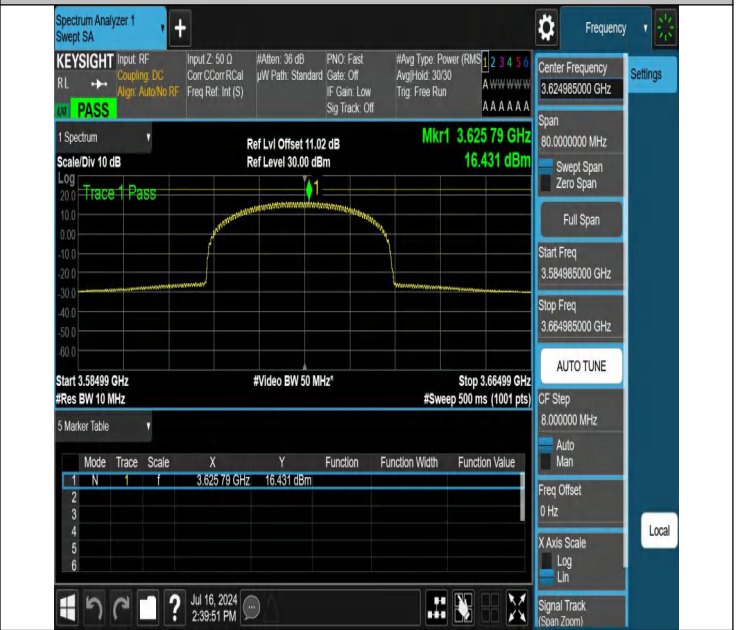 Spectrum Analyzer 1
Swept SA
+
Frequency
KEYSIGHT
RL
PASS
Input: RF
Coupling: DC
Align: Auto/No RF
Input Z: 50 Ω
Corr CCorr RCal
Freq Ref: Int (S)
#Atten: 36 dB
µW Path: Standard
PNO: Fast
Gate: Off
IF Gain: Low
Sig Track: Off
#Avg Type: Power (RMS
Avg|Hold: 30/30
Trig: Free Run
1 2 3 4 5 6
A W W W W W
A A A A A A
1 Spectrum
Scale/Div 10 dB
Ref Lvl Offset 11.02 dB
Ref Level 30.00 dBm
Mkr1 3.625 79 GHz
16.431 dBm
Log
Trace 1 Pass
1
20.0
10.0
0.00
-10.0
-20.0
-30.0
-40.0
-50.0
-60.0
Start 3.58499 GHz
#Res BW 10 MHz
#Video BW 50 MHz*
Stop 3.66499 GHz
#Sweep 500 ms (1001 pts)
5 Marker Table
Mode Trace Scale X Y Function Function Width Function Value
1 N 1 f 3.625 79 GHz 16.431 dBm
2
3
4
5
6
Jul 16, 2024
2:39:51 PM
?
Center Frequency
3.624985000 GHz
Settings
Span
80.0000000 MHz
Swept Span
Zero Span
Full Span
Start Freq
3.584985000 GHz
Stop Freq
3.664985000 GHz
AUTO TUNE
CF Step
8.000000 MHz
Auto
Man
Freq Offset
0 Hz
Local
X Axis Scale
Log
Lin
Signal Track
(Span Zoom)